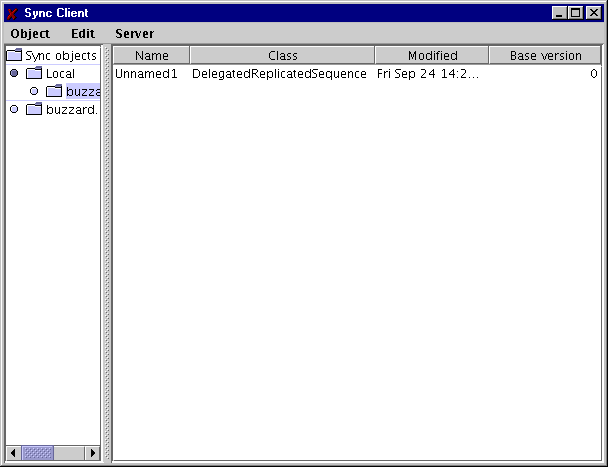 Sync Client
Object Edit Server
Sync objects
Local
buzza
buzzard.
Name Class Modified Base version
Unnamed1 DelegatedReplicatedSequence Fri Sep 24 14:2... 0